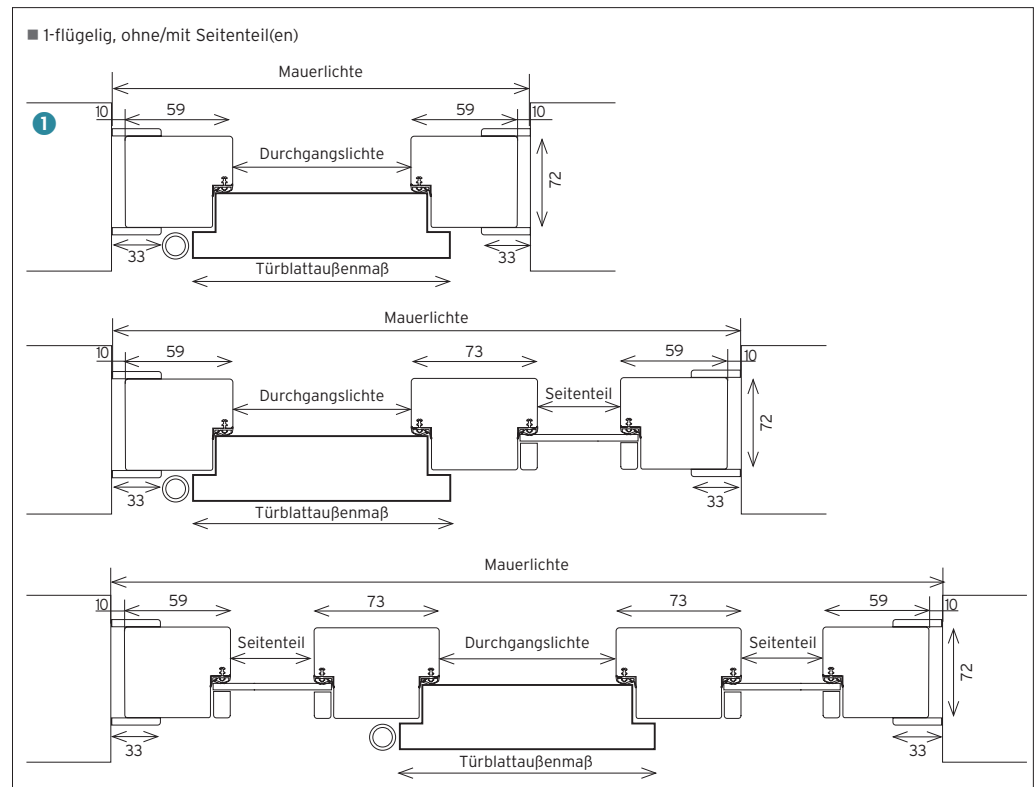 ■ 1-flügelig, ohne/mit Seitenteil(en)
Mauerlichte
1
10 59 59 10
Durchgangslichte
72
33 33
Türblattaußenmaß
Mauerlichte
10 59 73 59 10
Durchgangslichte Seitenteil
72
33 33
Türblattaußenmaß
Mauerlichte
10 59 73 73 59 10
Seitenteil Durchgangslichte Seitenteil
72
33 33
Türblattaußenmaß